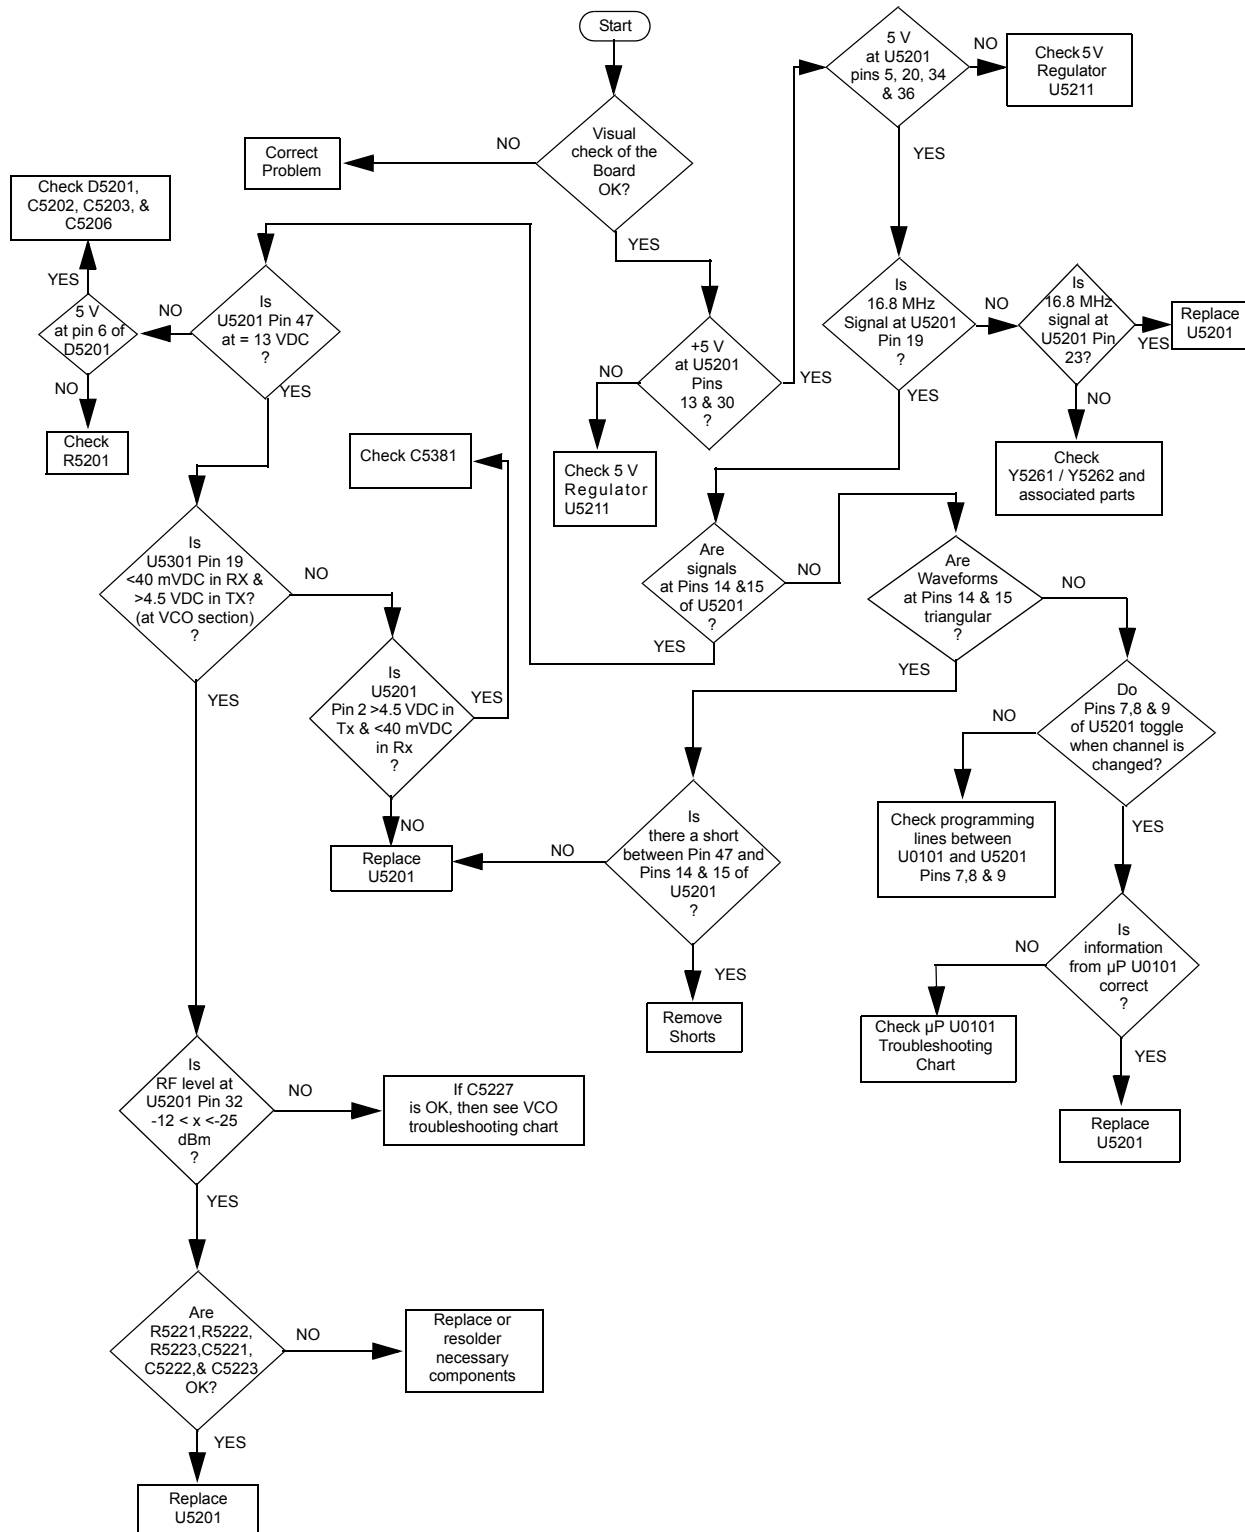 Start
5 V
at U5201
pins 5, 20, 34
& 36
NO
Check 5 V
Regulator
U5211
YES
Visual
check of the
Board
OK?
NO
Correct
Problem
YES
Check D5201,
C5202, C5203, &
C5206
YES
5 V
at pin 6 of
D5201
NO
Check
R5201
NO
Is
U5201 Pin 47
at = 13 VDC
?
YES
+5 V
at U5201
Pins
13 & 30
?
NO
YES
Check 5 V
Regulator
U5211
Is
16.8 MHz
Signal at U5201
Pin 19
?
NO
YES
Is
16.8 MHz
signal at
U5201 Pin
23?
YES
Replace
U5201
NO
Check
Y5261 / Y5262 and
associated parts
Check C5381
Is
U5301 Pin 19
<40 mVDC in RX &
>4.5 VDC in TX?
(at VCO section)
?
NO
YES
Is
U5201
Pin 2 >4.5 VDC in
Tx & <40 mVDC
in Rx
?
YES
NO
Replace
U5201
Are
signals
at Pins 14 &15
of U5201
?
NO
YES
Are
Waveforms
at Pins 14 & 15
triangular
?
NO
YES
Do
Pins 7,8 & 9
of U5201 toggle
when channel is
changed?
NO
YES
Check programming
lines between
U0101 and U5201
Pins 7,8 & 9
Is
there a short
between Pin 47 and
Pins 14 & 15 of
U5201
?
NO
YES
Remove
Shorts
Is
information
from µP U0101
correct
?
NO
YES
Check µP U0101
Troubleshooting
Chart
Replace
U5201
Is
RF level at
U5201 Pin 32
-12 < x <-25
dBm
?
NO
If C5227
is OK, then see VCO
troubleshooting chart
YES
Are
R5221,R5222,
R5223,C5221,
C5222,& C5223
OK?
NO
Replace or
resolder
necessary
components
YES
Replace
U5201